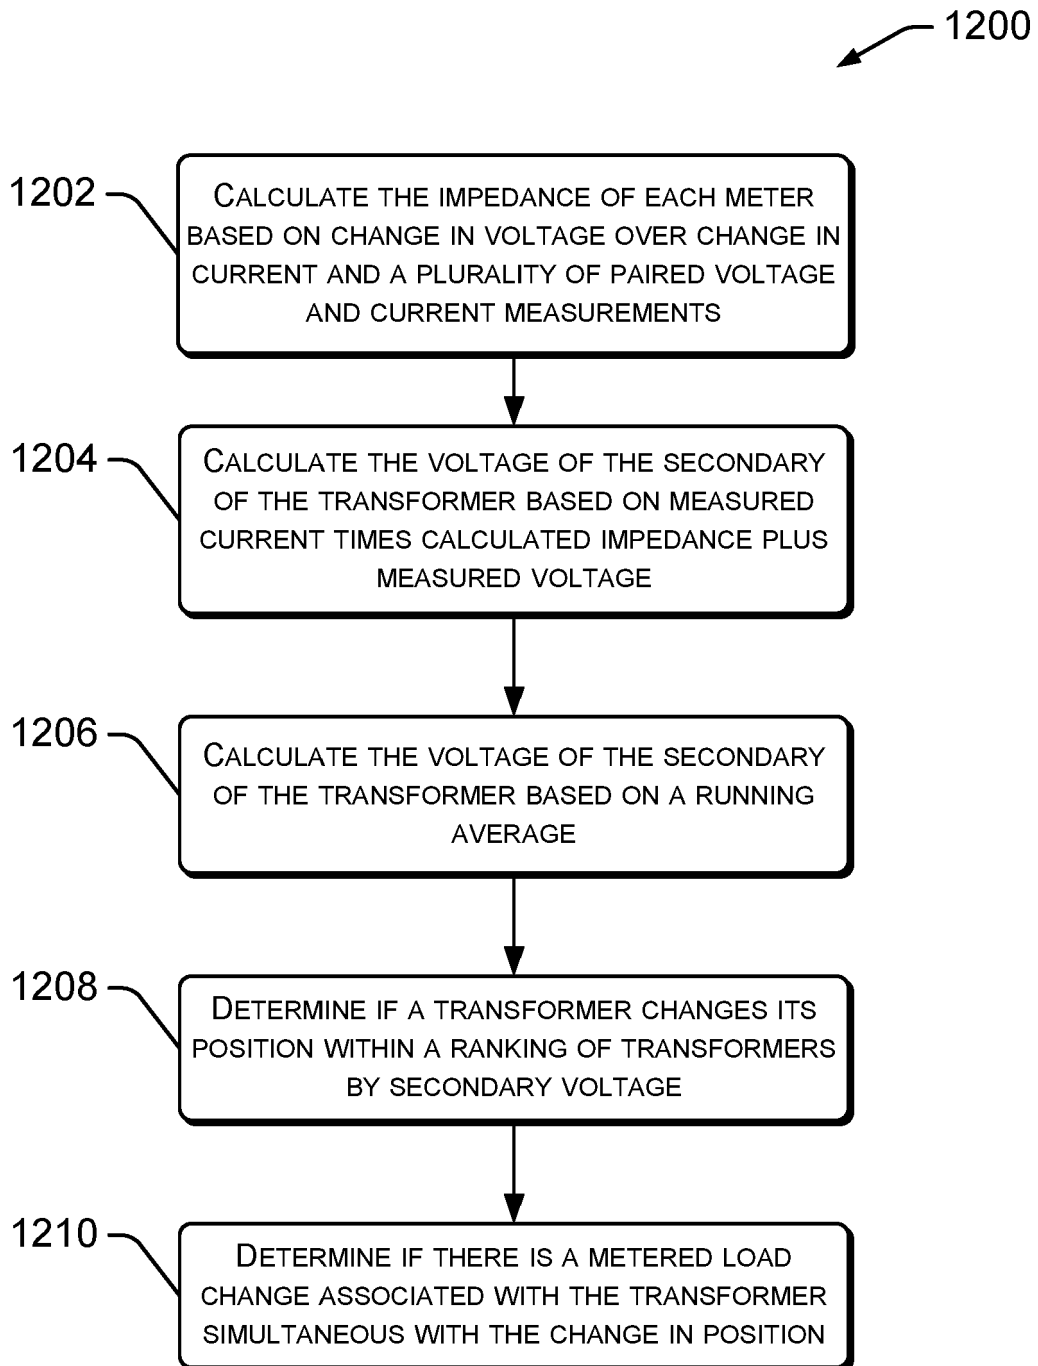 1200
1202
CALCULATE THE IMPEDANCE OF EACH METER
BASED ON CHANGE IN VOLTAGE OVER CHANGE IN
CURRENT AND A PLURALITY OF PAIRED VOLTAGE
AND CURRENT MEASUREMENTS
1204
CALCULATE THE VOLTAGE OF THE SECONDARY
OF THE TRANSFORMER BASED ON MEASURED
CURRENT TIMES CALCULATED IMPEDANCE PLUS
MEASURED VOLTAGE
1206
CALCULATE THE VOLTAGE OF THE SECONDARY
OF THE TRANSFORMER BASED ON A RUNNING
AVERAGE
1208
DETERMINE IF A TRANSFORMER CHANGES ITS
POSITION WITHIN A RANKING OF TRANSFORMERS
BY SECONDARY VOLTAGE
1210
DETERMINE IF THERE IS A METERED LOAD
CHANGE ASSOCIATED WITH THE TRANSFORMER
SIMULTANEOUS WITH THE CHANGE IN POSITION